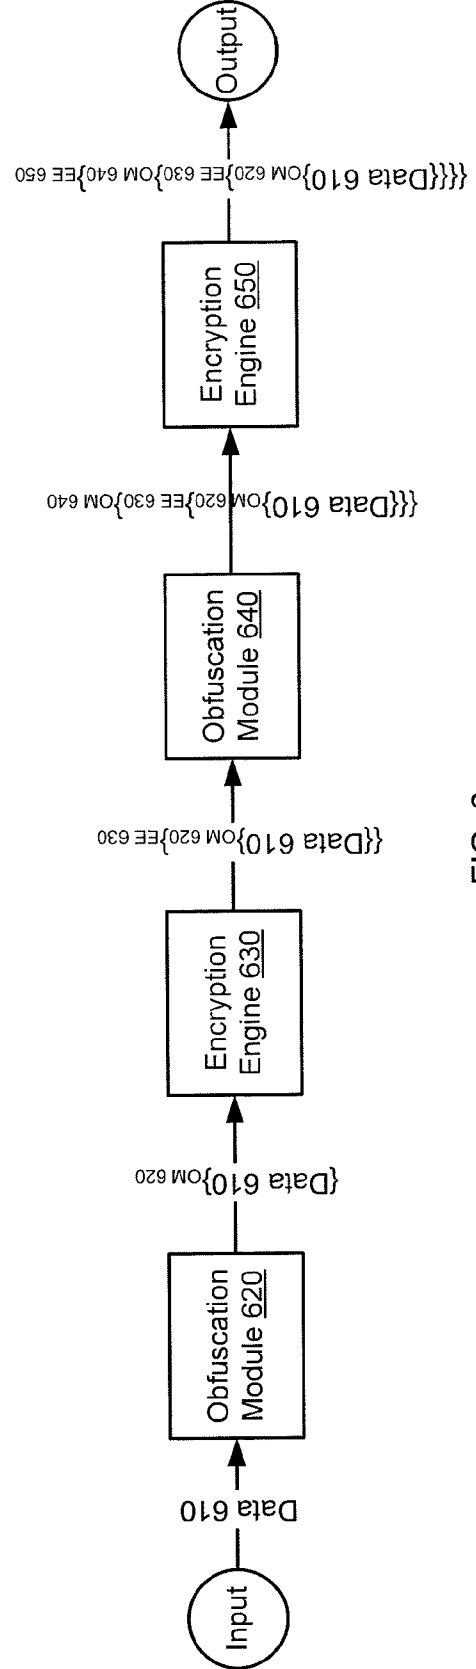 Input
Data 610
Obfuscation
Module 620
{Data 610}OM 620
Encryption
Engine 630
{{Data 610}OM 620}EE 630
Obfuscation
Module 640
{{{Data 610}OM 620}EE 630}OM 640
Encryption
Engine 650
{{{{Data 610}OM 620}EE 630}OM 640}EE 650
Output
FIG.